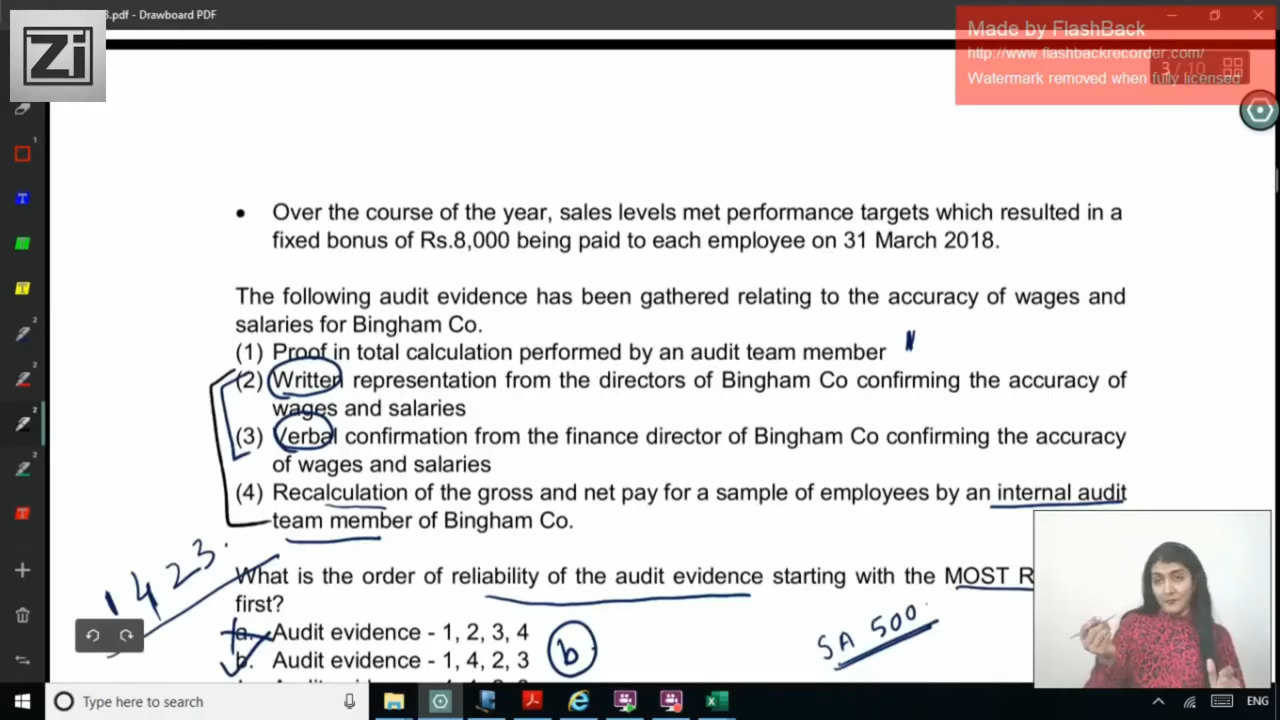 3.pdf - Drawboard PDF
Zi
Made by FlashBack
http://www.flashbackrecorder.com/
Watermark removed when fully licensed
3 / 10
• Over the course of the year, sales levels met performance targets which resulted in a
fixed bonus of Rs.8,000 being paid to each employee on 31 March 2018.
The following audit evidence has been gathered relating to the accuracy of wages and
salaries for Bingham Co.
(1) Proof in total calculation performed by an audit team member
(2) Written representation from the directors of Bingham Co confirming the accuracy of
wages and salaries
(3) Verbal confirmation from the finance director of Bingham Co confirming the accuracy
of wages and salaries
(4) Recalculation of the gross and net pay for a sample of employees by an internal audit
team member of Bingham Co.
1 4 2 3.
What is the order of reliability of the audit evidence starting with the MOST R
first?
a. Audit evidence - 1, 2, 3, 4
b. Audit evidence - 1, 4, 2, 3
b
SA 500.
Type here to search
ENG